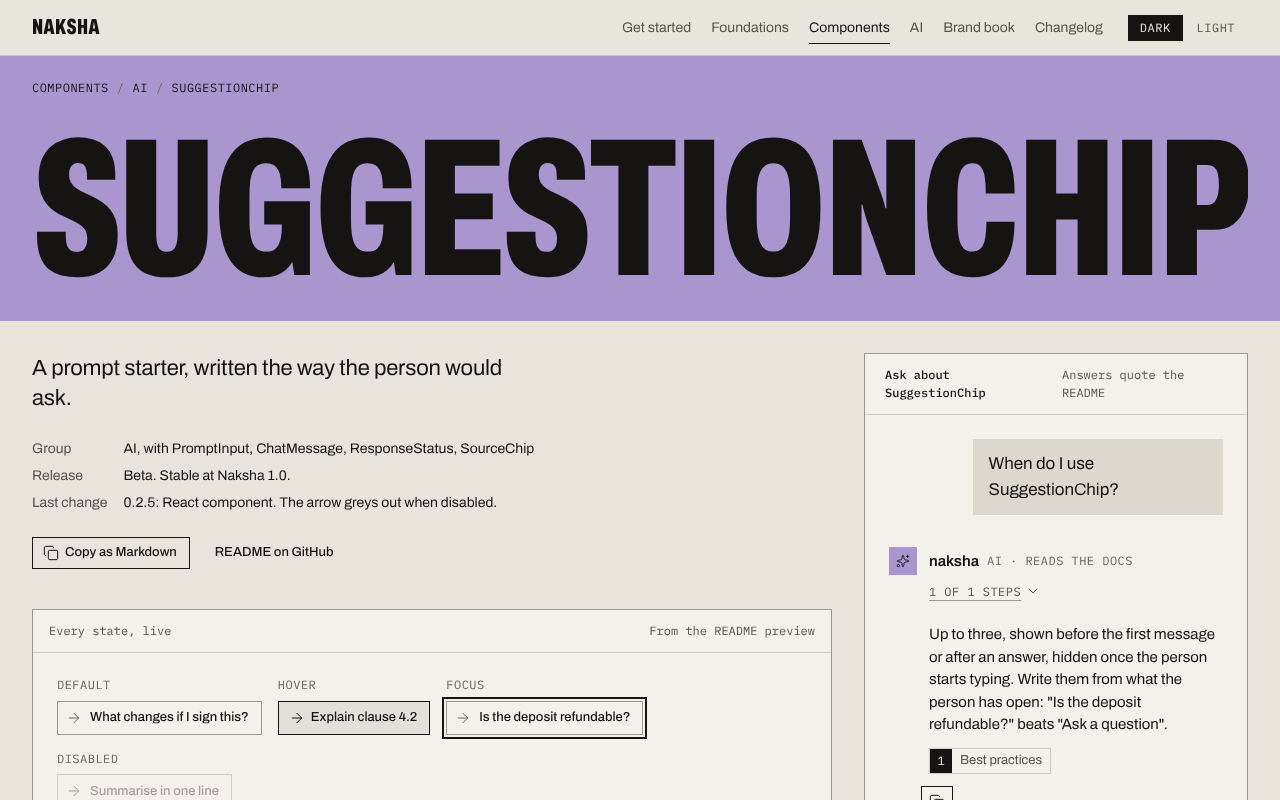 NAKSHA
Get started
Foundations
Components
AI
Brand book
Changelog
DARK
LIGHT
COMPONENTS / AI / SUGGESTIONCHIP
SUGGESTIONCHIP
A prompt starter, written the way the person would
ask.
Group AI, with PromptInput, ChatMessage, ResponseStatus, SourceChip
Release Beta. Stable at Naksha 1.0.
Last change 0.2.5: React component. The arrow greys out when disabled.
Copy as Markdown
README on GitHub
Every state, live
From the README preview
DEFAULT
What changes if I sign this?
HOVER
Explain clause 4.2
FOCUS
Is the deposit refundable?
DISABLED
Summarise in one line
Ask about
SuggestionChip
Answers quote the
README
When do I use
SuggestionChip?
naksha AI · READS THE DOCS
1 OF 1 STEPS
Up to three, shown before the first message
or after an answer, hidden once the person
starts typing. Write them from what the
person has open: "Is the deposit
refundable?" beats "Ask a question".
1 Best practices